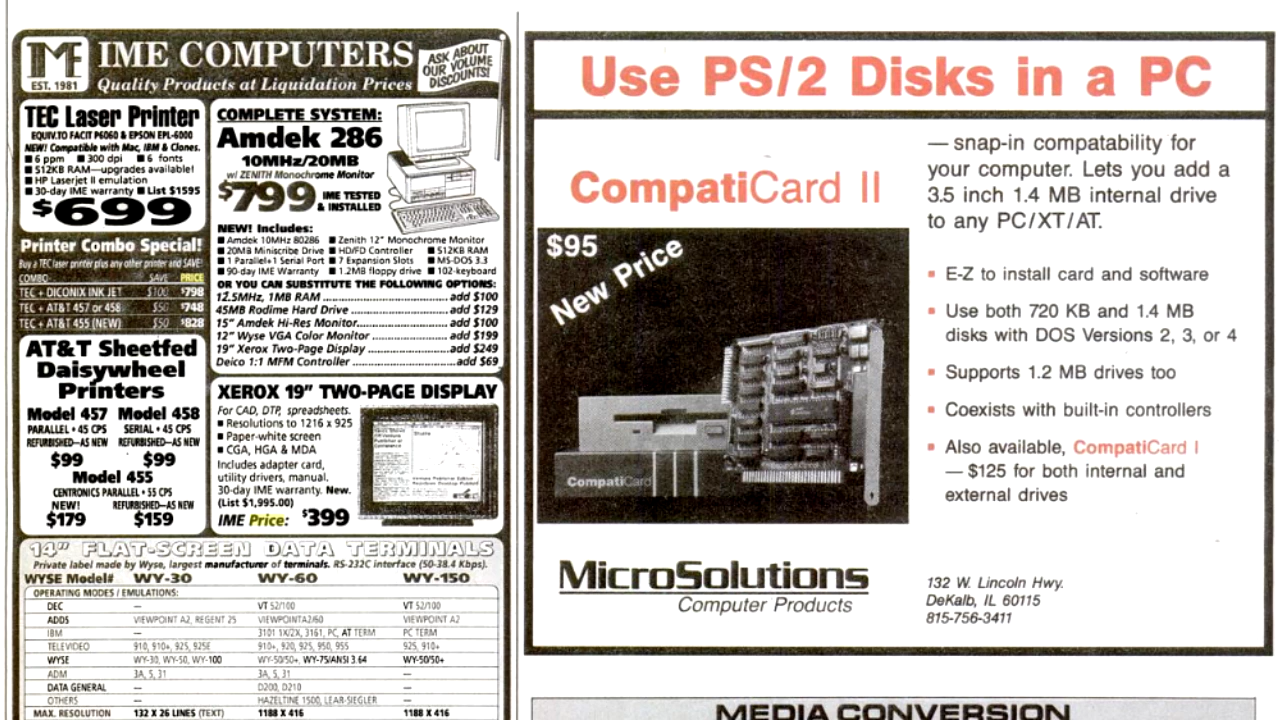 IME
EST. 1981
IME COMPUTERS
Quality Products at Liquidation Prices
ASK ABOUT
OUR VOLUME
DISCOUNTS!
TEC Laser Printer
EQUIV.TO FACIT P6060 & EPSON EPL-6000
NEW! Compatible with Mac, IBM & Clones.
■ 6 ppm ■ 300 dpi ■ 6 fonts
■ 512KB RAM—upgrades available!
■ HP Laserjet II emulation
■ 30-day IME warranty ■ List $1595
$699
Printer Combo Special!
Buy a TEC laser printer plus any other printer and SAVE!
COMBO SAVE PRICE
TEC + DICONIX INK JET $100 $798
TEC + AT&T 457 or 458 $50 $748
TEC + AT&T 455 (NEW) $50 $828
AT&T Sheetfed
Daisywheel
Printers
Model 457 Model 458
PARALLEL • 45 CPS SERIAL • 45 CPS
REFURBISHED—AS NEW REFURBISHED—AS NEW
$99 $99
Model 455
CENTRONICS PARALLEL • 55 CPS
NEW! REFURBISHED—AS NEW
$179 $159
COMPLETE SYSTEM:
Amdek 286
10MHz/20MB
w/ ZENITH Monochrome Monitor
$799 IME TESTED
& INSTALLED
NEW! Includes:
■ Amdek 10MHz 80286 ■ Zenith 12" Monochrome Monitor
■ 20MB Miniscribe Drive ■ HD/FD Controller ■ 512KB RAM
■ 1 Parallel+1 Serial Port ■ 7 Expansion Slots ■ MS-DOS 3.3
■ 90-day IME Warranty ■ 1.2MB floppy drive ■ 102-keyboard
OR YOU CAN SUBSTITUTE THE FOLLOWING OPTIONS:
12.5MHz, 1MB RAM ... add $100
45MB Rodime Hard Drive ... add $129
15" Amdek Hi-Res Monitor... add $100
12" Wyse VGA Color Monitor ... add $199
19" Xerox Two-Page Display ... add $249
Deico 1:1 MFM Controller ... add $69
XEROX 19" TWO-PAGE DISPLAY
For CAD, DTP, spreadsheets.
■ Resolutions to 1216 x 925
■ Paper-white screen
■ CGA, HGA & MDA
Includes adapter card,
utility drivers, manual,
30-day IME warranty. New.
(List $1,995.00)
IME Price: $399
14" FLAT-SCREEN DATA TERMINALS
Private label made by Wyse, largest manufacturer of terminals. RS-232C interface (50-38.4 Kbps).
WYSE Model# WY-30 WY-60 WY-150
OPERATING MODES / EMULATIONS:
DEC — VT 52/100 VT 52/100
ADDS VIEWPOINT A2, REGENT 25 VIEWPOINTA2/60 VIEWPOINT A2
IBM — 3101 1X/2X, 3161, PC, AT TERM PC TERM
TELEVIDEO 910, 910+, 925, 925E 910+, 920, 925, 950, 955 925, 910+
WYSE WY-30, WY-50, WY-100 WY-50/50+, WY-75/ANSI 3.64 WY-50/50+
ADM 3A, 5, 31 3A, 5, 31 —
DATA GENERAL — D200, D210 —
OTHERS — HAZELTINE 1500, LEAR-SIEGLER —
MAX. RESOLUTION 132 X 26 LINES (TEXT) 1188 X 416 1188 X 416
Use PS/2 Disks in a PC
CompatiCard II
$95
New Price
CompatiCard
— snap-in compatability for
your computer. Lets you add a
3.5 inch 1.4 MB internal drive
to any PC/XT/AT.
■ E-Z to install card and software
■ Use both 720 KB and 1.4 MB
disks with DOS Versions 2, 3, or 4
■ Supports 1.2 MB drives too
■ Coexists with built-in controllers
■ Also available, CompatiCard I
— $125 for both internal and
external drives
MicroSolutions
Computer Products
132 W. Lincoln Hwy.
DeKalb, IL 60115
815-756-3411
MEDIA CONVERSION